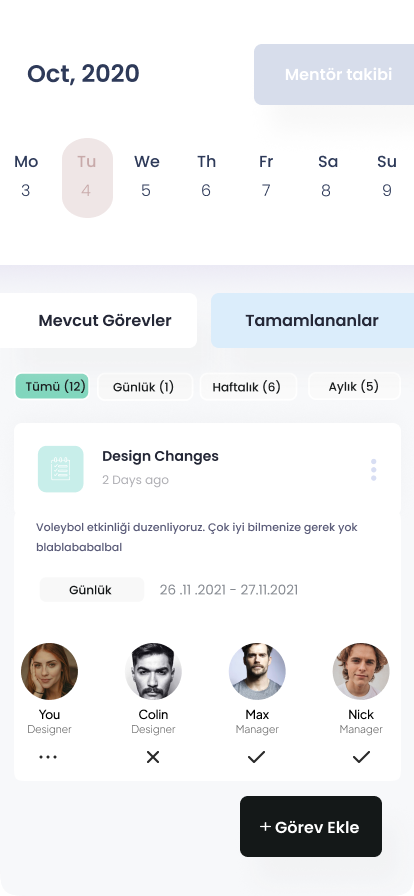 Oct, 2020
Mentör takibi
Mo Tu We Th Fr Sa Su
3 4 5 6 7 8 9
Mevcut Görevler
Tamamlananlar
Tümü (12) Günlük (1) Haftalık (6) Aylık (5)
Design Changes
2 Days ago
Voleybol etkinliği duzenliyoruz. Çok iyi bilmenize gerek yok
blablababalbal
Günlük 26 .11 .2021 - 27.11.2021
You Colin Max Nick
Designer Designer Manager Manager
+ Görev Ekle